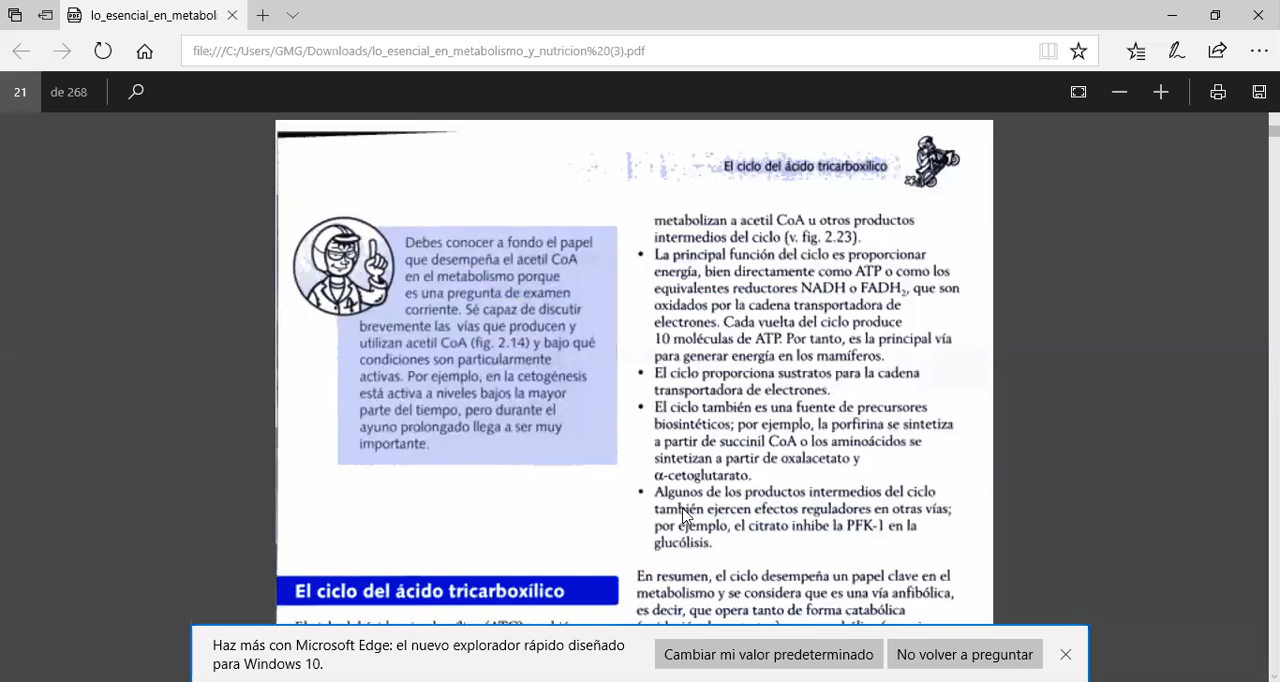 lo_esencial_en_metaboli
file:///C:/Users/GMG/Downloads/lo_esencial_en_metabolismo_y_nutricion%20(3).pdf
21 de 268
El ciclo del ácido tricarboxílico
Debes conocer a fondo el papel
que desempeña el acetil CoA
en el metabolismo porque
es una pregunta de examen
corriente. Sé capaz de discutir
brevemente las vías que producen y
utilizan acetil CoA (fig. 2.14) y bajo qué
condiciones son particularmente
activas. Por ejemplo, en la cetogénesis
está activa a niveles bajos la mayor
parte del tiempo, pero durante el
ayuno prolongado llega a ser muy
importante.
El ciclo del ácido tricarboxílico
metabolizan a acetil CoA u otros productos
intermedios del ciclo (v. fig. 2.23).
• La principal función del ciclo es proporcionar
energía, bien directamente como ATP o como los
equivalentes reductores NADH o FADH₂, que son
oxidados por la cadena transportadora de
electrones. Cada vuelta del ciclo produce
10 moléculas de ATP. Por tanto, es la principal vía
para generar energía en los mamíferos.
• El ciclo proporciona sustratos para la cadena
transportadora de electrones.
• El ciclo también es una fuente de precursores
biosintéticos; por ejemplo, la porfirina se sintetiza
a partir de succinil CoA o los aminoácidos se
sintetizan a partir de oxalacetato y
α-cetoglutarato.
• Algunos de los productos intermedios del ciclo
también ejercen efectos reguladores en otras vías;
por ejemplo, el citrato inhibe la PFK-1 en la
glucólisis.
En resumen, el ciclo desempeña un papel clave en el
metabolismo y se considera que es una vía anfibólica,
es decir, que opera tanto de forma catabólica
Haz más con Microsoft Edge: el nuevo explorador rápido diseñado
para Windows 10.
Cambiar mi valor predeterminado
No volver a preguntar